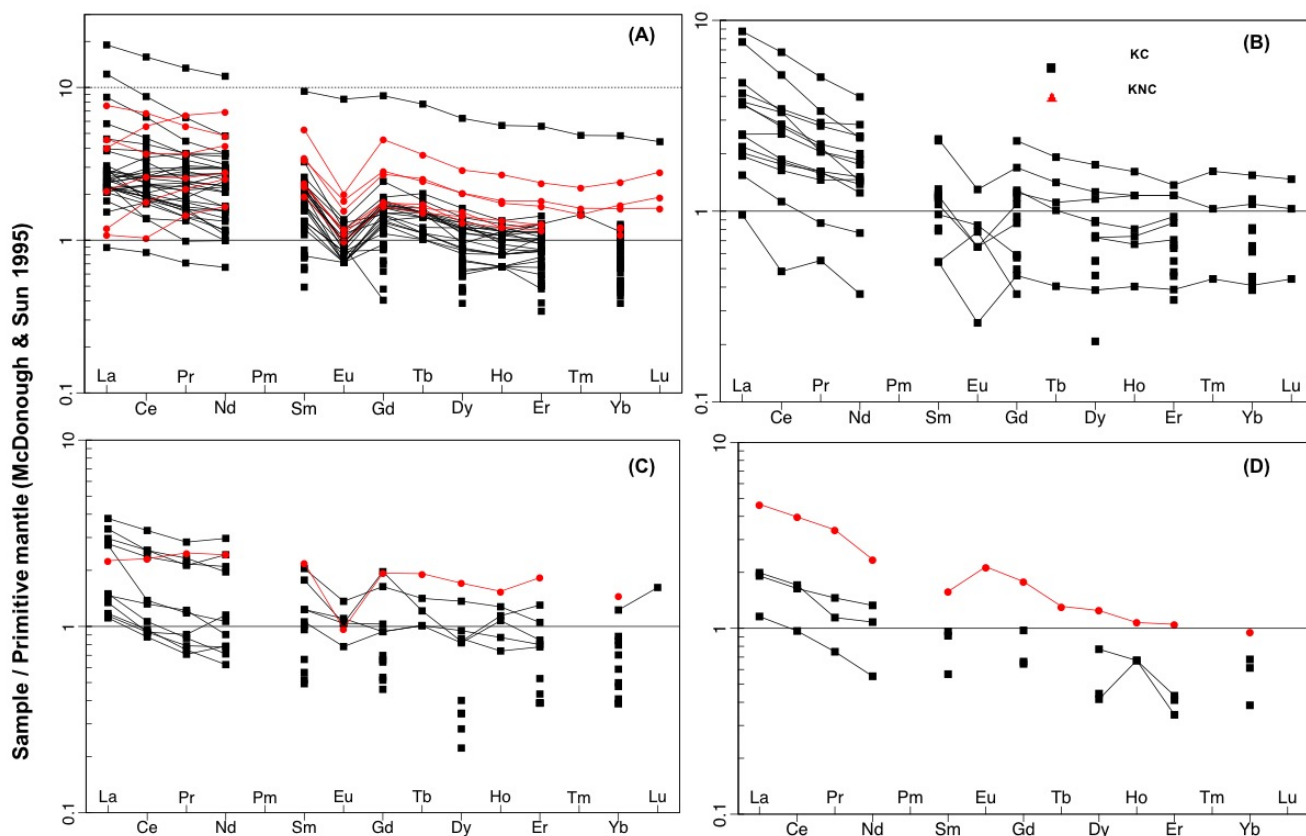 Sample / Primitive mantle (McDonough & Sun 1995)
(A)
10
1
0.1
La Pr Pm Eu Tb Ho Tm Lu
Ce Nd Sm Gd Dy Er Yb
(B)
KC
KNC
10
1
0.1
La Pr Pm Eu Tb Ho Tm Lu
Ce Nd Sm Gd Dy Er Yb
(C)
10
1
0.1
La Pr Pm Eu Tb Ho Tm Lu
Ce Nd Sm Gd Dy Er Yb
(D)
10
1
0.1
La Pr Pm Eu Tb Ho Tm Lu
Ce Nd Sm Gd Dy Er Yb